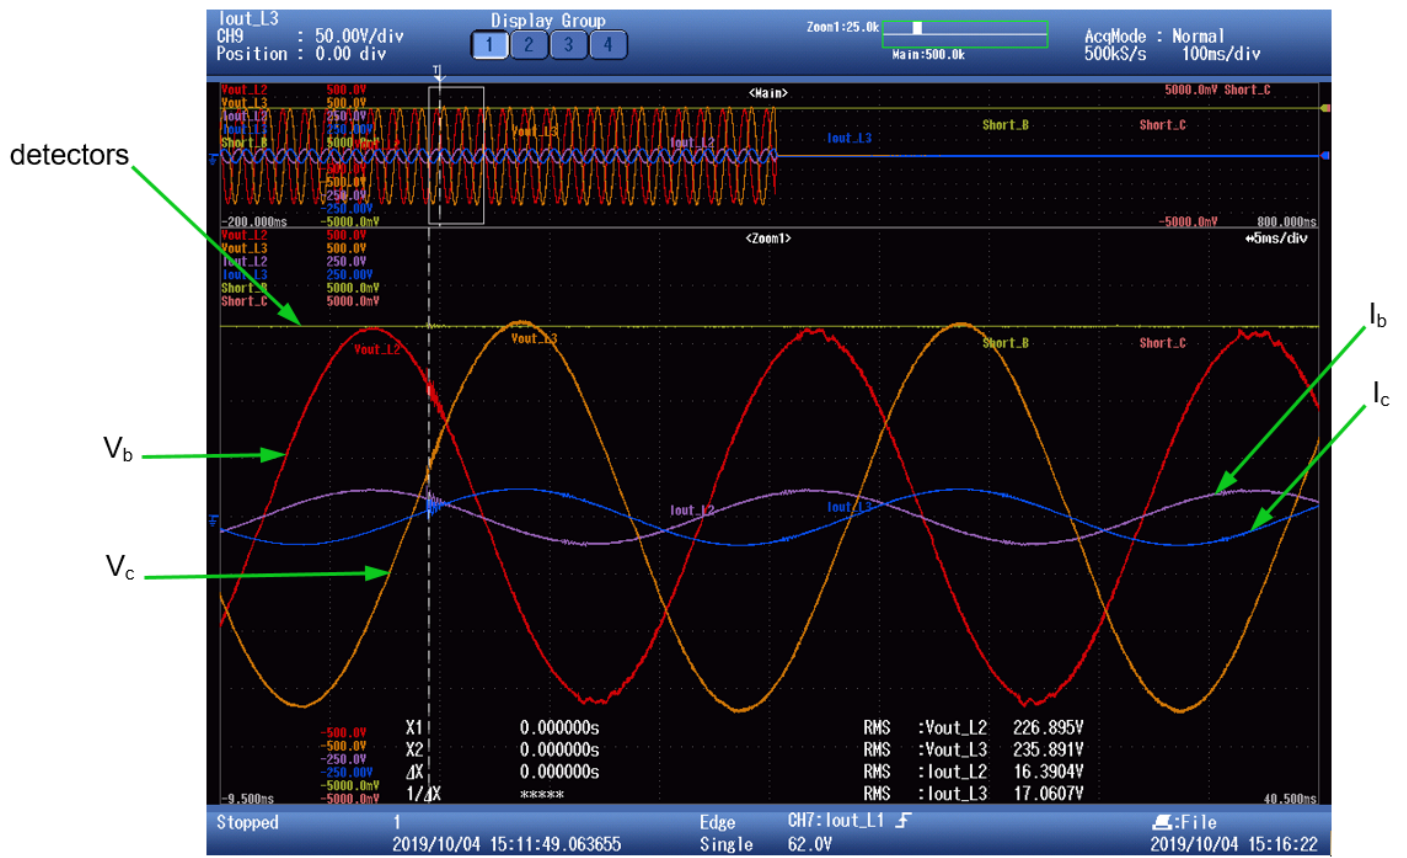 Iout_L3
CH9 : 50.00V/div
Position : 0.00 div
Display Group
1 2 3 4
Zoom1:25.0k
Main:500.0k
AcqMode : Normal
500kS/s 100ms/div
T
Vout_L2 500.0V
<Main>
5000.0mV Short_C
Vout_L3 500.0V
Iout_L2 250.0V
Iout_L3 250.00V
Short_B 5000.0mV
Vout_L3
Iout_L2
Iout_L3
Short_B
Short_C
-500.0V
-500.0V
-250.0V
-250.00V
-200.000ms
-5000.0mV
-5000.0mV
800.000ms
detectors
Vout_L2 500.0V
<Zoom1>
↔5ms/div
Vout_L3 500.0V
Iout_L2 250.0V
Iout_L3 250.00V
Short_B 5000.0mV
Short_C 5000.0mV
Ib
Vout_L2
Vout_L3
Short_B
Short_C
Ic
Vb
Iout_L2
Iout_L3
Vc
-500.0V
-500.0V
-250.0V
-250.00V
-5000.0mV
-5000.0mV
-9.500ms
40.500ms
X1 0.000000s
X2 0.000000s
ΔX 0.000000s
1/ΔX *****
RMS :Vout_L2 226.895V
RMS :Vout_L3 235.891V
RMS :Iout_L2 16.3904V
RMS :Iout_L3 17.0607V
Stopped
1
2019/10/04 15:11:49.063655
Edge CH7:Iout_L1
Single 62.0V
:File
2019/10/04 15:16:22